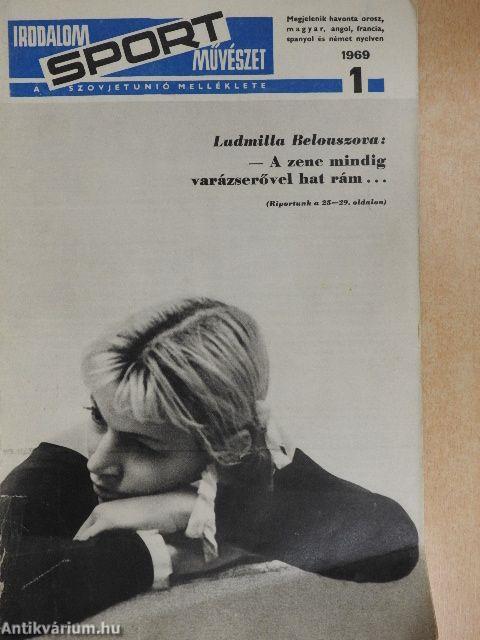 IRODALOM
SPORT
MŰVÉSZET
A SZOVJETUNIÓ MELLÉKLETE
Megjelenik havonta orosz,
magyar, angol, francia,
spanyol és német nyelven
1969
1
Ludmilla Belouszova:
— A zene mindig
varázserővel hat rám...
(Riportunk a 25—29. oldalon)
Antikvárium.hu